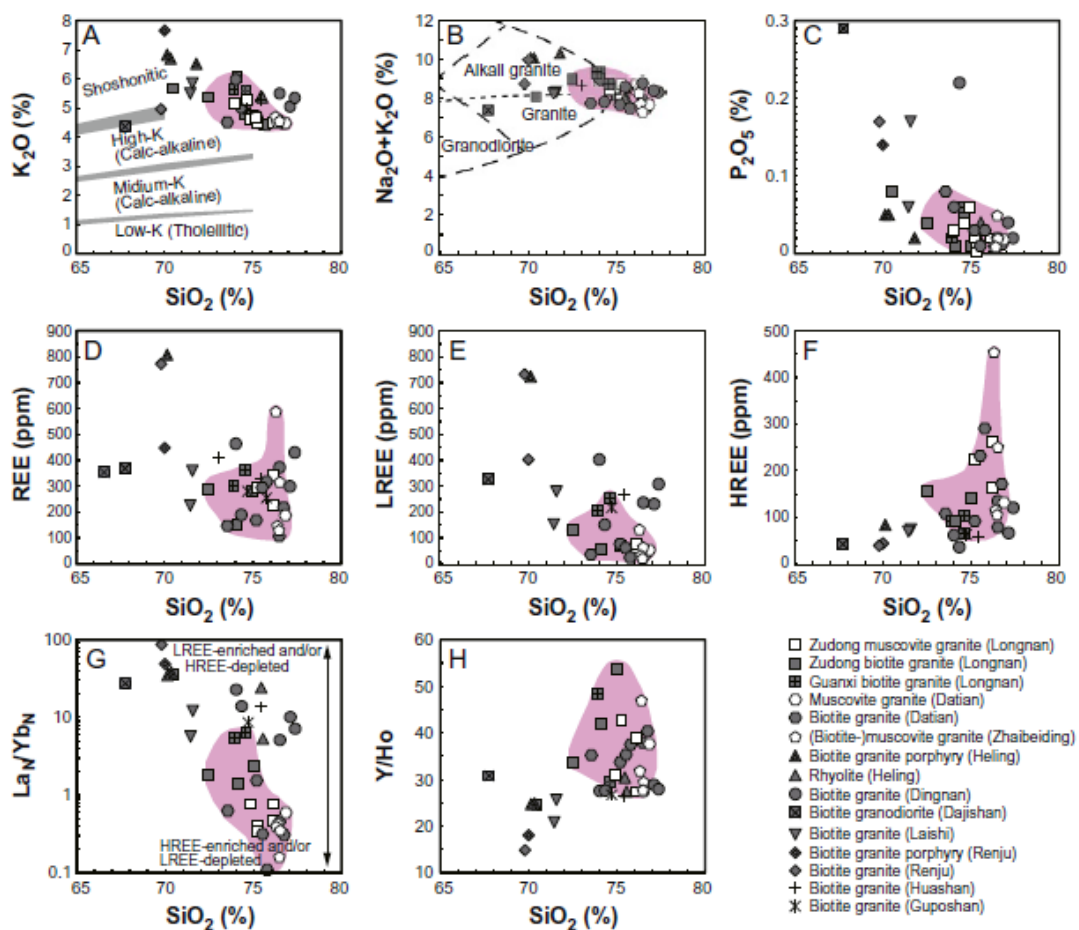 A
K2O (%)
8
7
6
5
4
3
2
1
0
Shoshonitic
High-K
(Calc-alkaline)
Midium-K
(Calc-alkaline)
Low-K (Tholeiitic)
65 70 75 80
SiO2 (%)
B
Na2O+K2O (%)
12
10
8
6
4
2
0
Alkali granite
Granite
Granodiorite
65 70 75 80
SiO2 (%)
C
P2O5 (%)
0.3
0.2
0.1
0
65 70 75 80
SiO2 (%)
D
REE (ppm)
900
800
700
600
500
400
300
200
100
0
65 70 75 80
SiO2 (%)
E
LREE (ppm)
900
800
700
600
500
400
300
200
100
0
65 70 75 80
SiO2 (%)
F
HREE (ppm)
500
400
300
200
100
0
65 70 75 80
SiO2 (%)
G
LaN/YbN
100
10
1
0.1
LREE-enriched and/or
HREE-depleted
HREE-enriched and/or
LREE-depleted
65 70 75 80
SiO2 (%)
H
Y/Ho
60
50
40
30
20
10
65 70 75 80
SiO2 (%)
Zudong muscovite granite (Longnan)
Zudong biotite granite (Longnan)
Guanxi biotite granite (Longnan)
Muscovite granite (Datian)
Biotite granite (Datian)
(Biotite-)muscovite granite (Zhaibeiding)
Biotite granite porphyry (Heling)
Rhyolite (Heling)
Biotite granite (Dingnan)
Biotite granodiorite (Dajishan)
Biotite granite (Laishi)
Biotite granite porphyry (Renju)
Biotite granite (Renju)
Biotite granite (Huashan)
Biotite granite (Guposhan)